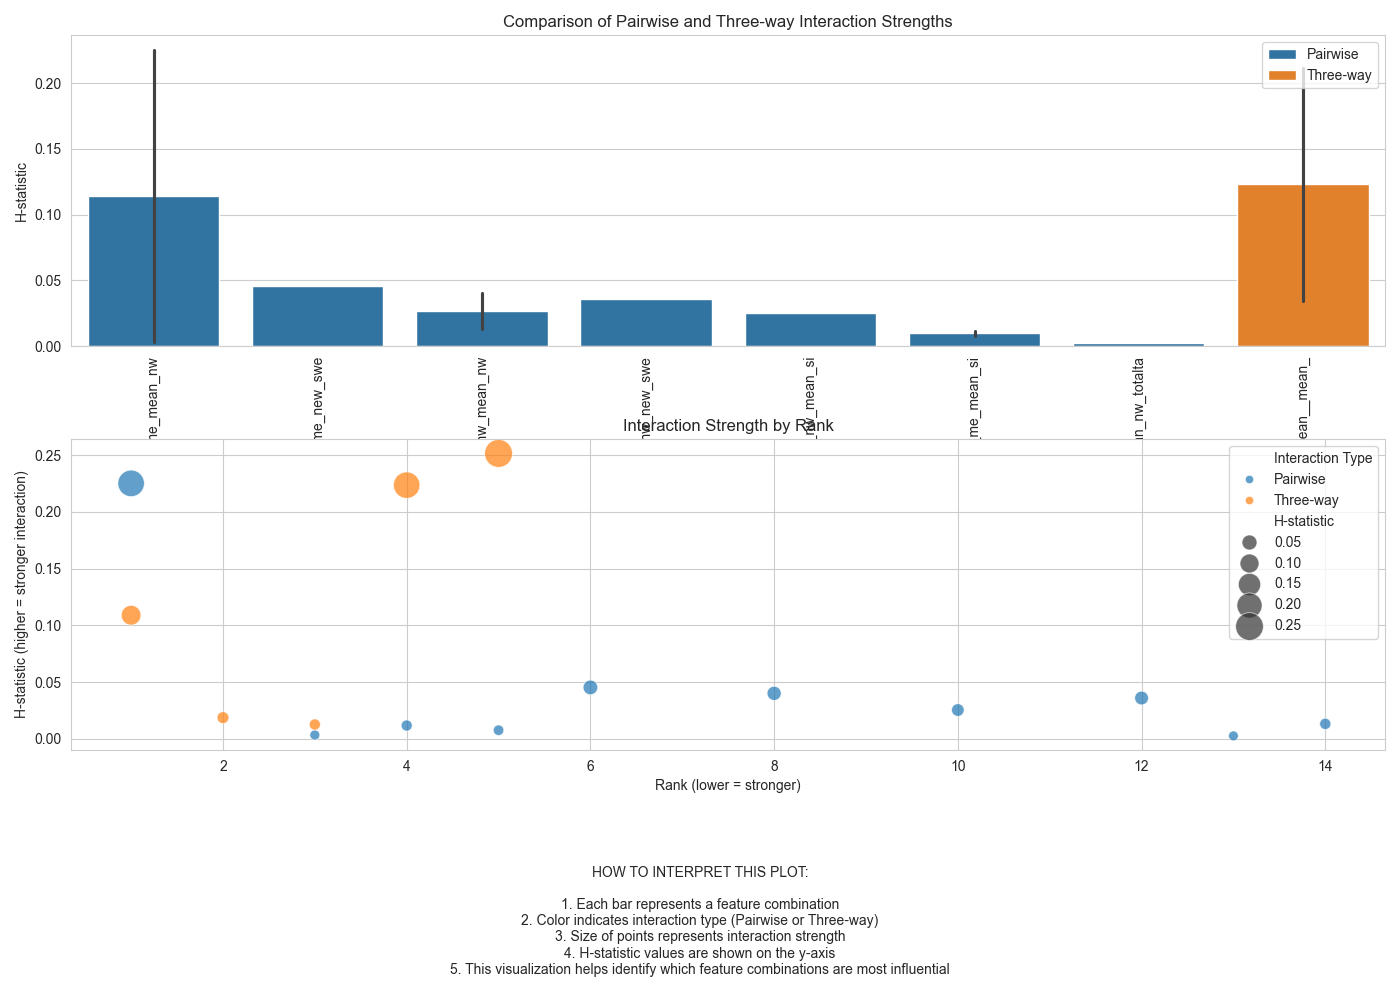 Comparison of Pairwise and Three-way Interaction Strengths
Pairwise
Three-way
H-statistic
0.20
0.15
0.10
0.05
0.00
ne_mean_nw
me_new_swe
nw_mean_nw
nw_new_swe
_nw_mean_si
me_mean_si
an_nw_totalta
ean__mean_
Interaction Strength by Rank
Interaction Type
Pairwise
Three-way
H-statistic
0.05
0.10
0.15
0.20
0.25
H-statistic (higher = stronger interaction)
0.25
0.20
0.15
0.10
0.05
0.00
2 4 6 8 10 12 14
Rank (lower = stronger)
HOW TO INTERPRET THIS PLOT:
1. Each bar represents a feature combination
2. Color indicates interaction type (Pairwise or Three-way)
3. Size of points represents interaction strength
4. H-statistic values are shown on the y-axis
5. This visualization helps identify which feature combinations are most influential